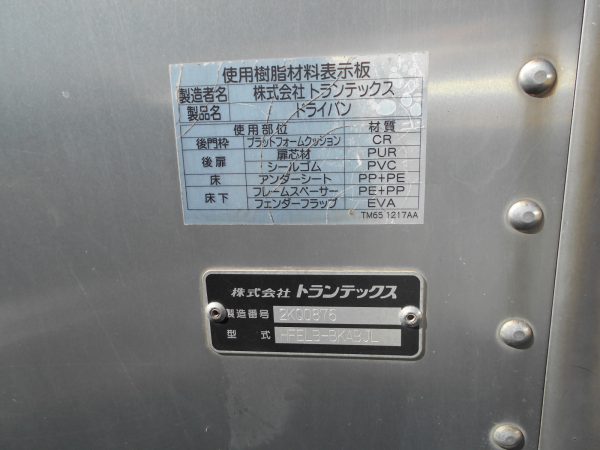 使用樹脂材料表示板
製造者名 株式会社 トランテックス
製品名 ドライバン
使用部位 材質
後門枠 プラットフォームクッション CR
後扉 扉芯材 PUR
シールゴム PVC
床 アンダーシート PP+PE
床下 フレームスペーサー PE+PP
フェンダーフラップ EVA
TM65 1217AA
株式会社 トランテックス
製造番号 2KQ0876
型式